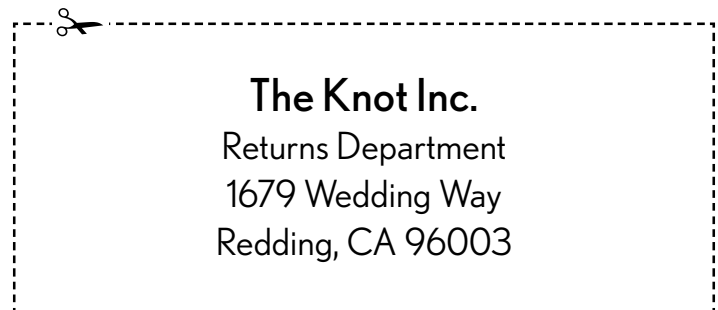 The Knot Inc.
Returns Department
1679 Wedding Way
Redding, CA 96003